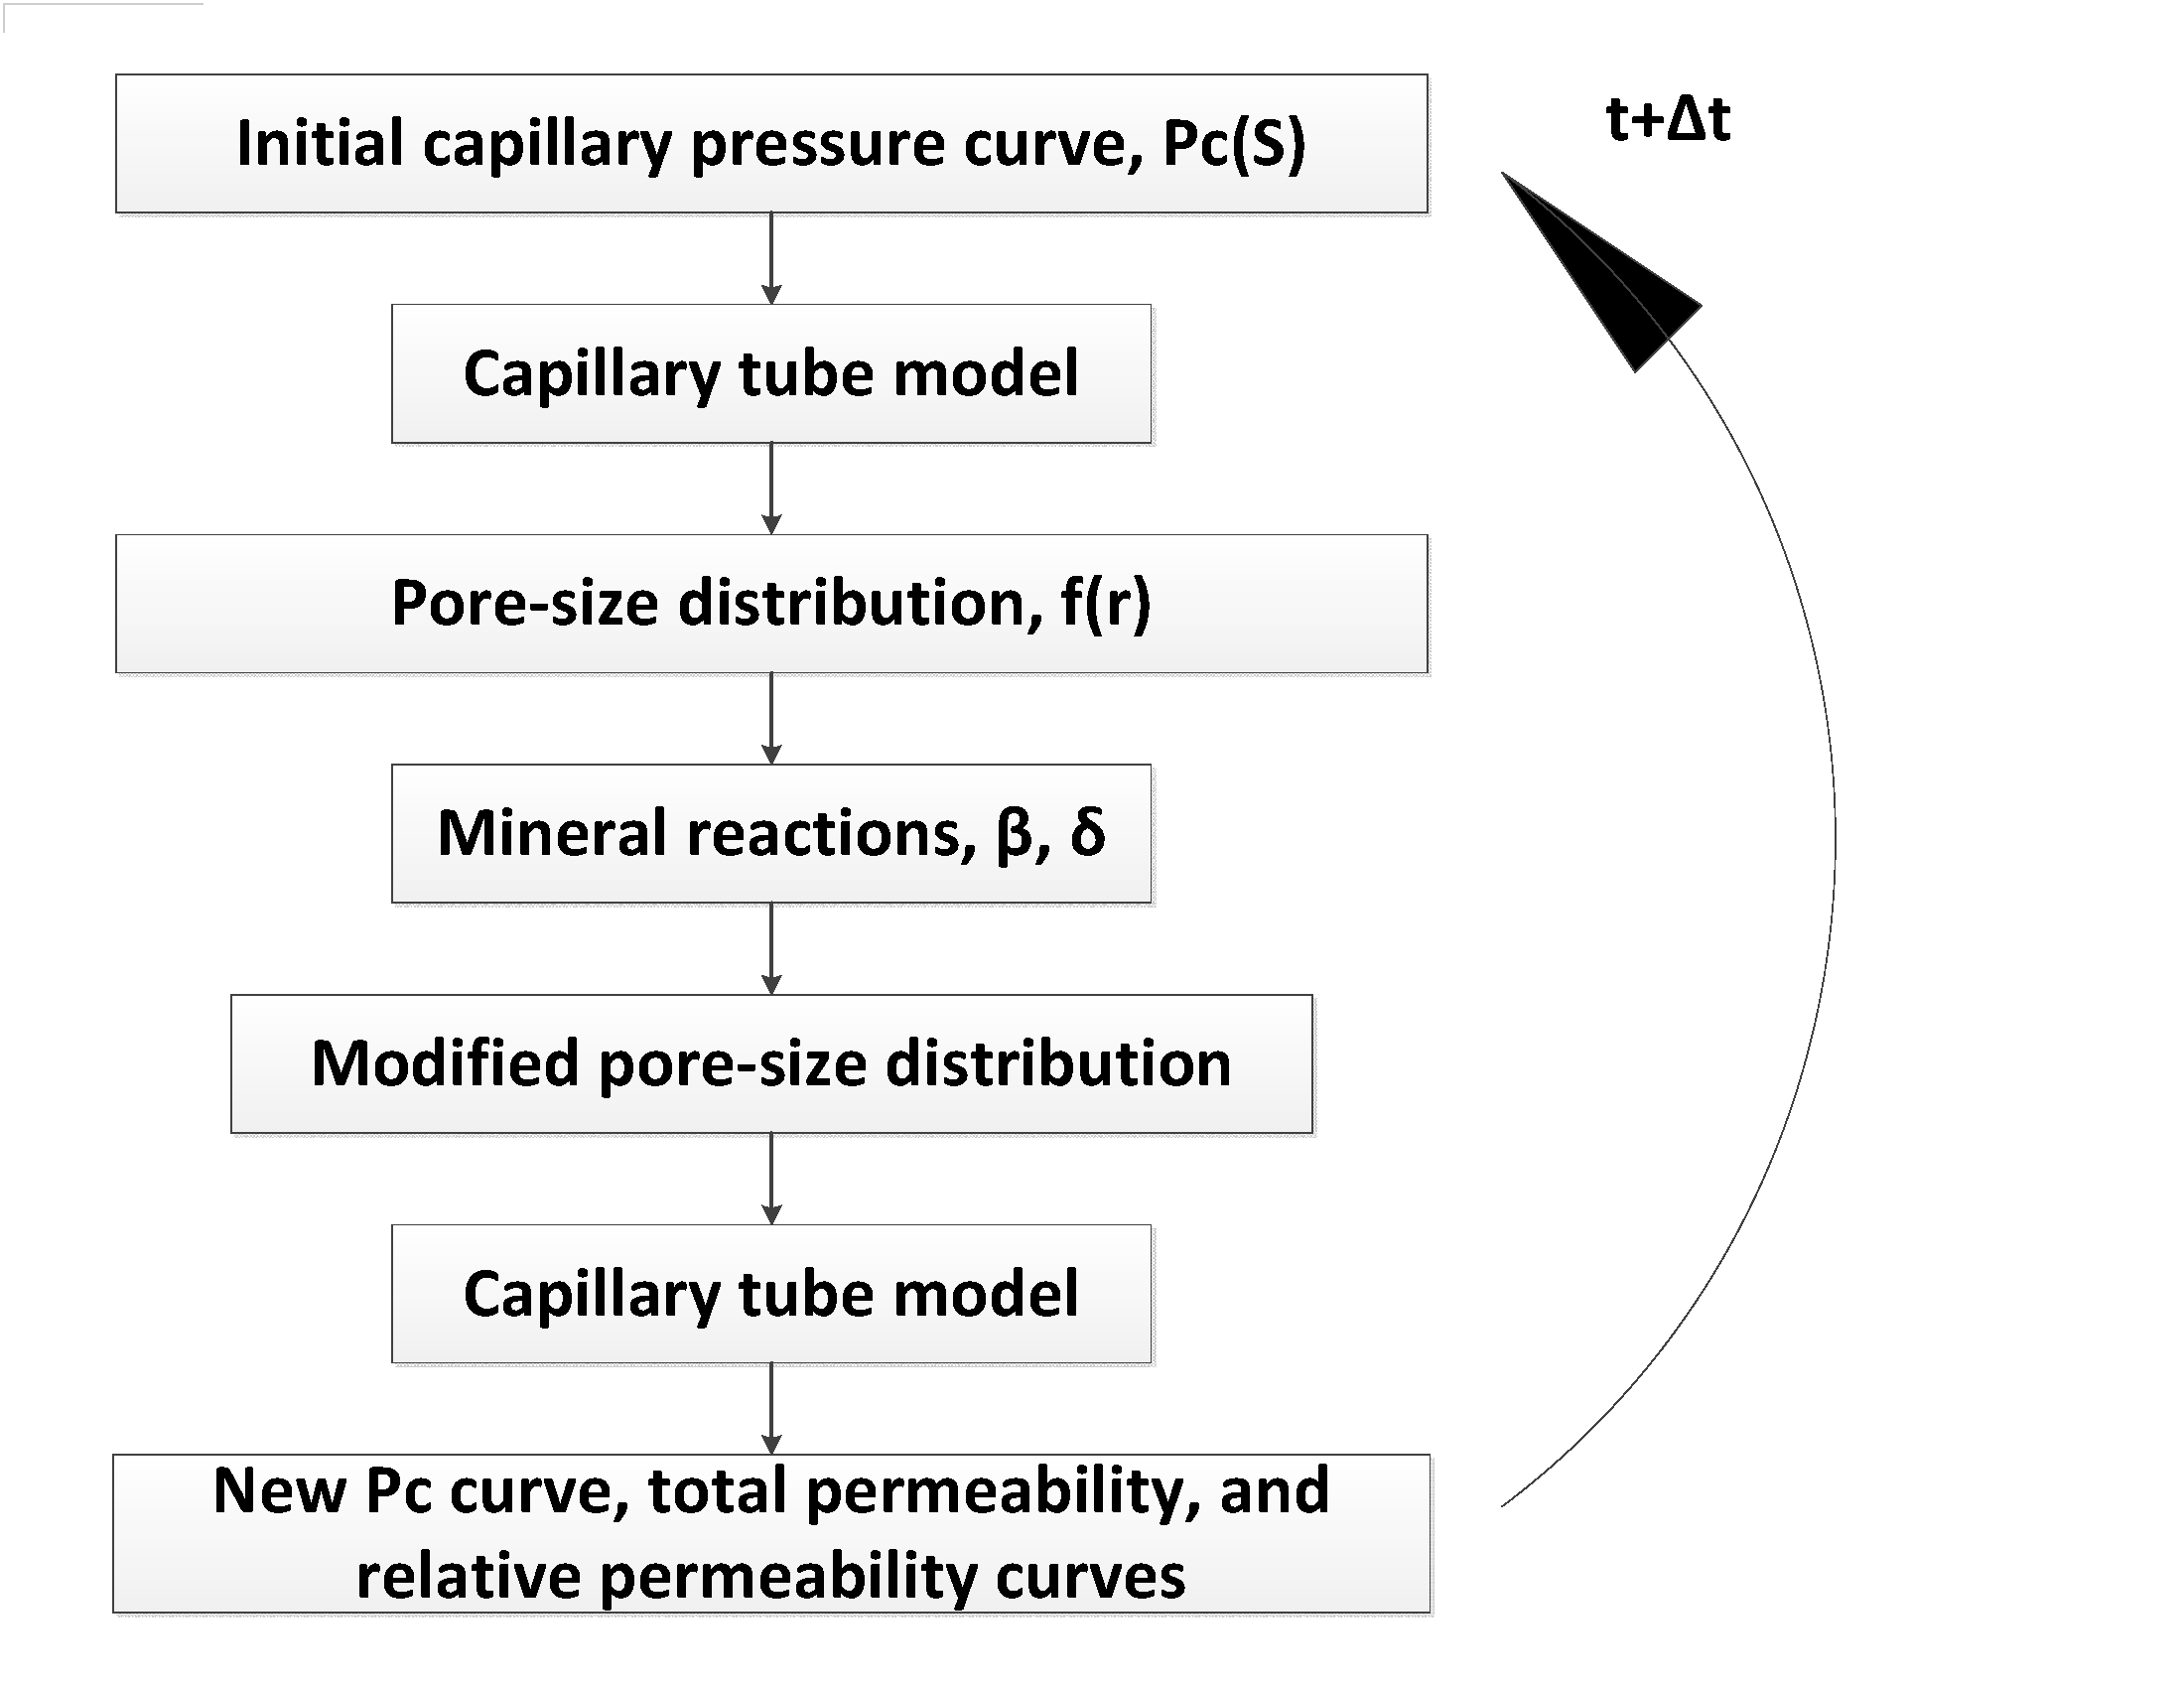 Initial capillary pressure curve, Pc(S)
t+Δt
Capillary tube model
Pore-size distribution, f(r)
Mineral reactions, β, δ
Modified pore-size distribution
Capillary tube model
New Pc curve, total permeability, and
relative permeability curves